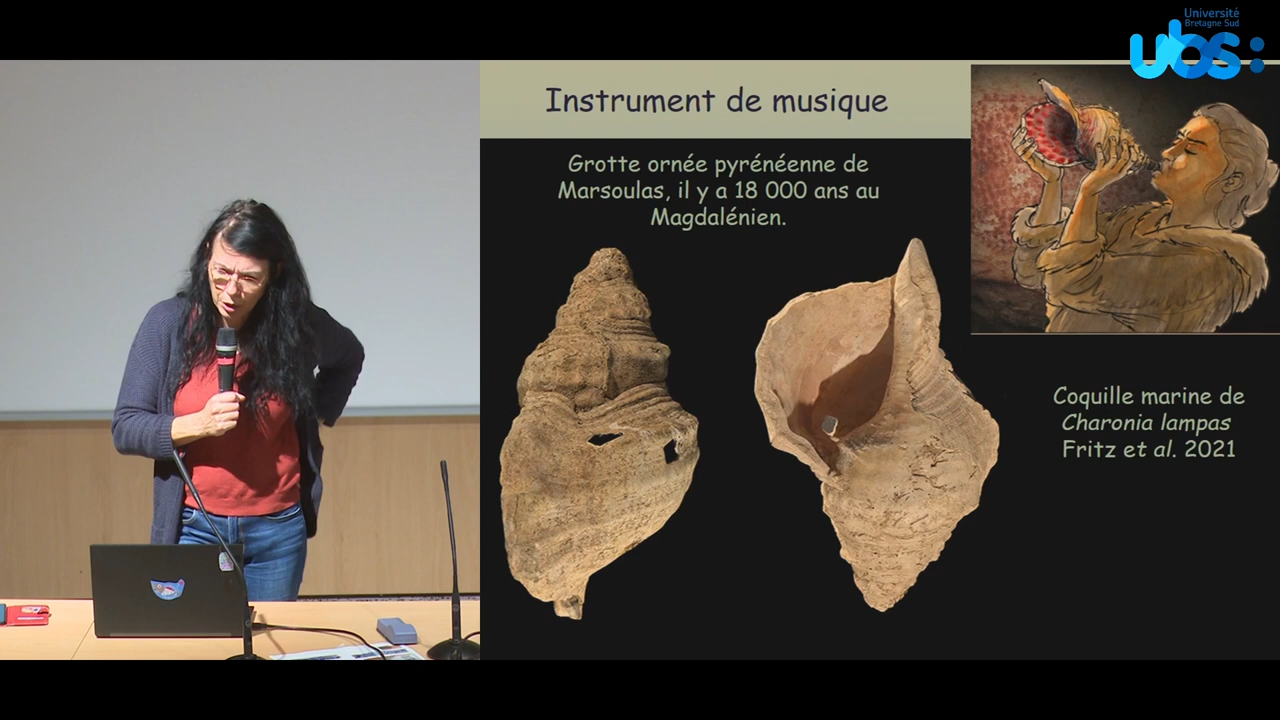 Université
Bretagne Sud
ubs:
Instrument de musique
Grotte ornée pyrénéenne de
Marsoulas, il y a 18 000 ans au
Magdalénien.
Coquille marine de
Charonia lampas
Fritz et al. 2021